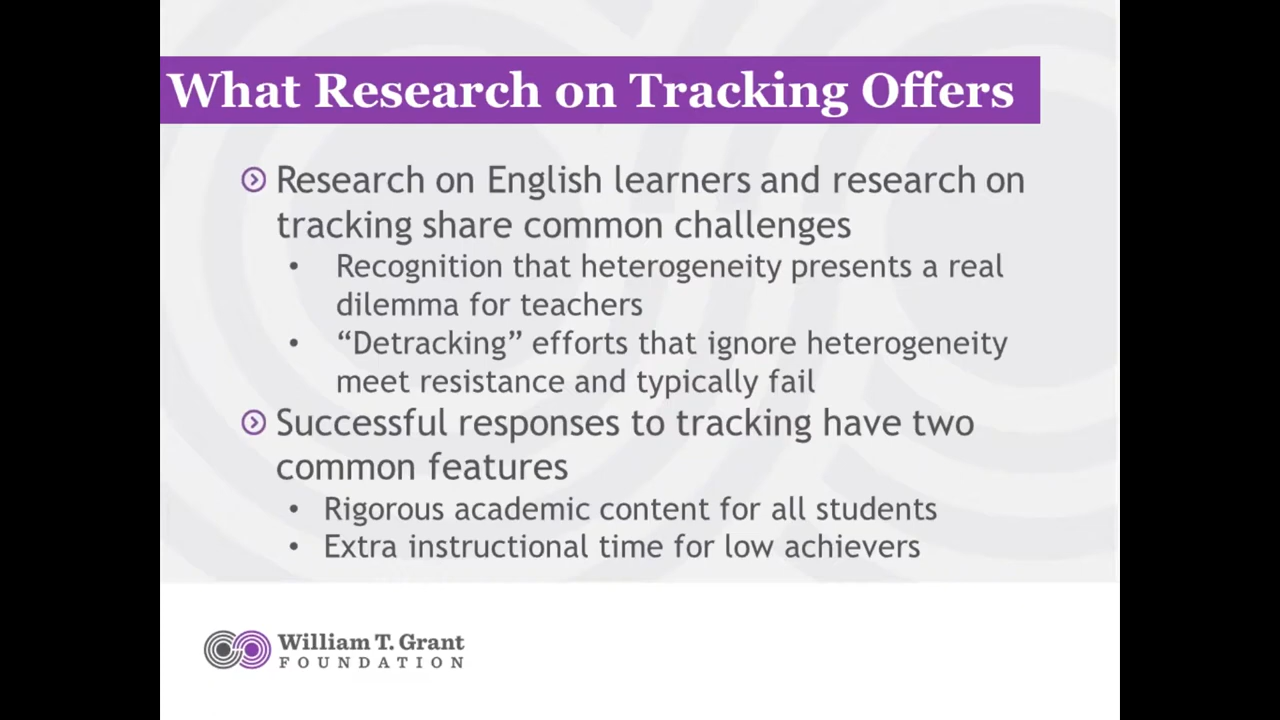 What Research on Tracking Offers
Research on English learners and research on
tracking share common challenges
• Recognition that heterogeneity presents a real
dilemma for teachers
• “Detracking” efforts that ignore heterogeneity
meet resistance and typically fail
Successful responses to tracking have two
common features
• Rigorous academic content for all students
• Extra instructional time for low achievers
William T. Grant
FOUNDATION